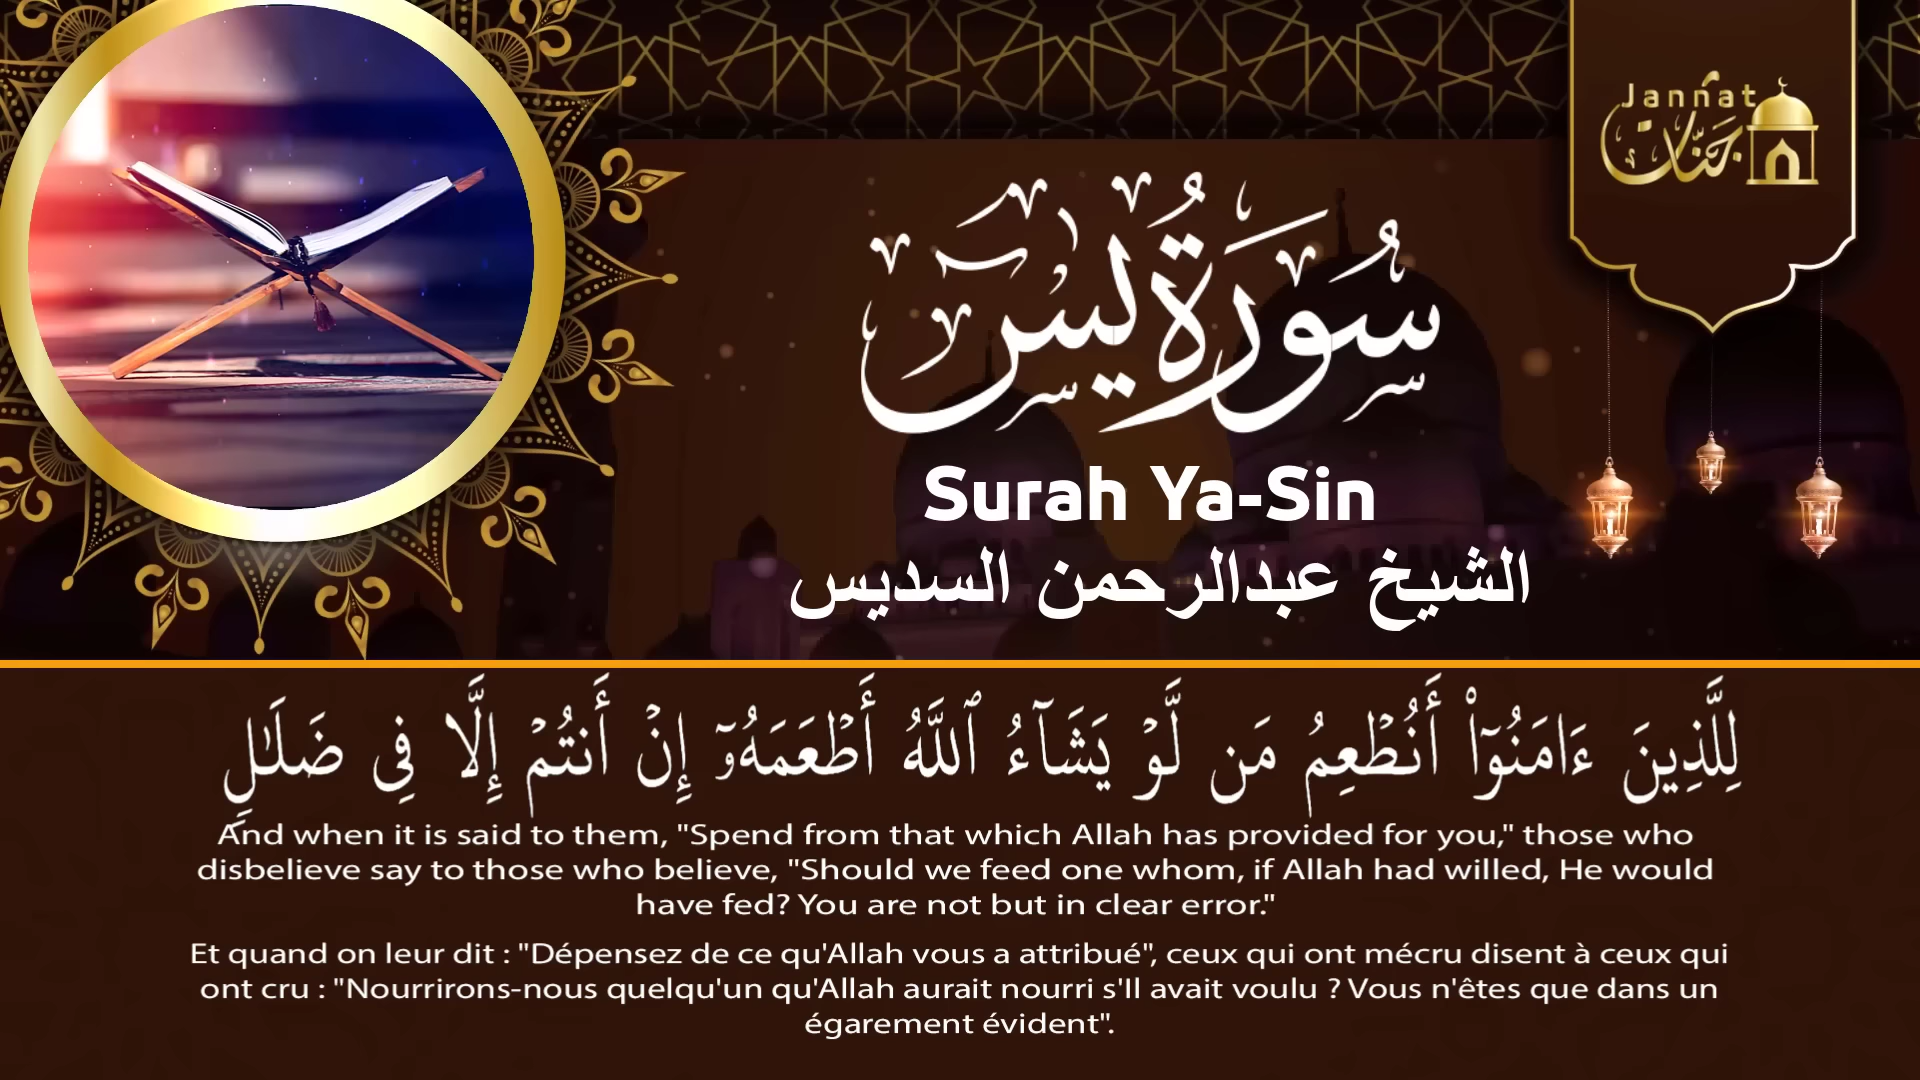 Jannat
جنات
سُورَةُ يسٓ
Surah Ya-Sin
الشيخ عبدالرحمن السديس
لِلَّذِينَ ءَامَنُوٓا۟ أَنُطْعِمُ مَن لَّوْ يَشَآءُ ٱللَّهُ أَطْعَمَهُۥٓ إِنْ أَنتُمْ إِلَّا فِى ضَلَـٰلٍ
And when it is said to them, "Spend from that which Allah has provided for you," those who
disbelieve say to those who believe, "Should we feed one whom, if Allah had willed, He would
have fed? You are not but in clear error."
Et quand on leur dit : "Dépensez de ce qu'Allah vous a attribué", ceux qui ont mécru disent à ceux qui
ont cru : "Nourrirons-nous quelqu'un qu'Allah aurait nourri s'Il avait voulu ? Vous n'êtes que dans un
égarement évident".